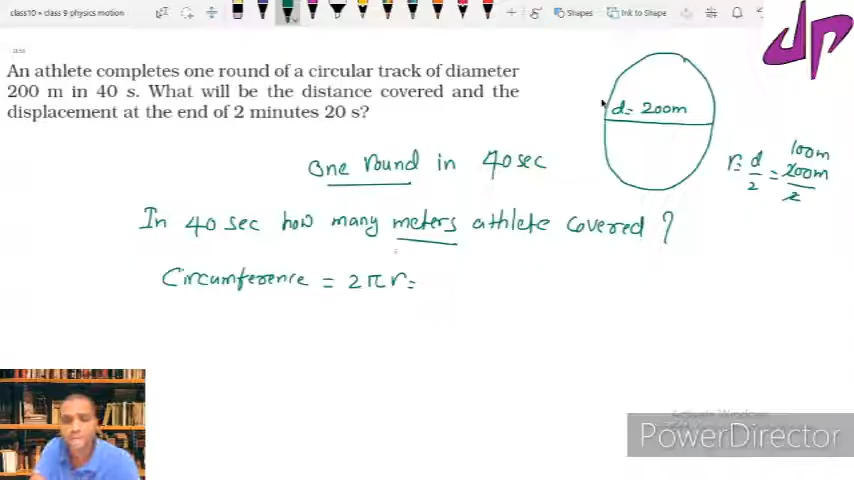 class10 • class 9 physics motion
Shapes
Ink to Shape
dp
An athlete completes one round of a circular track of diameter
200 m in 40 s. What will be the distance covered and the
displacement at the end of 2 minutes 20 s?
d= 200m
One round in 40sec
r= d/2 = 200m/2
100m
In 40 sec how many meters athlete covered ?
Circumference = 2πr=
PowerDirector